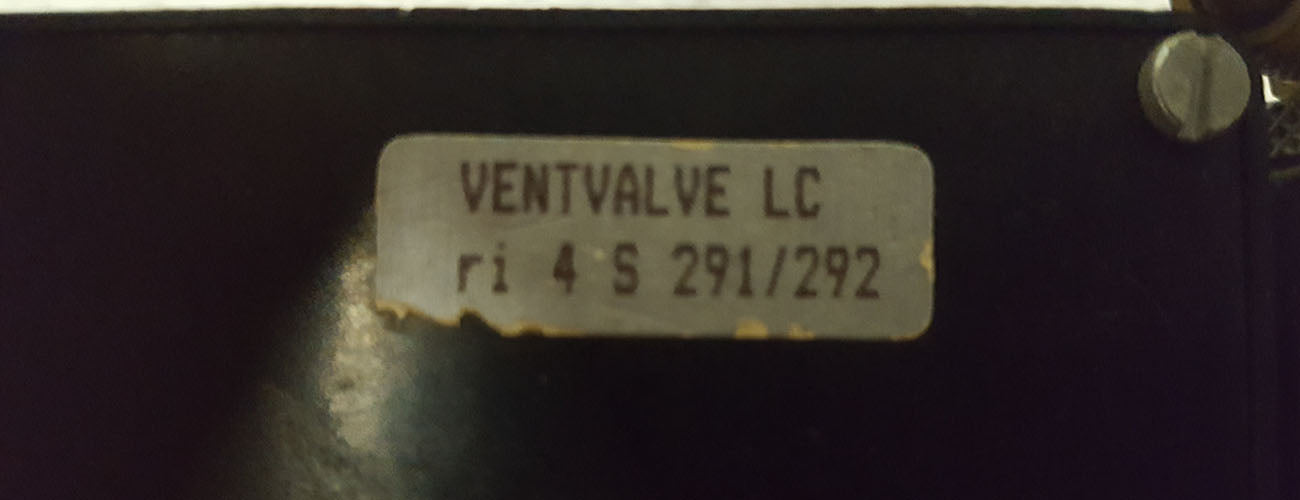 VENTVALVE LC
ri 4 S 291/292